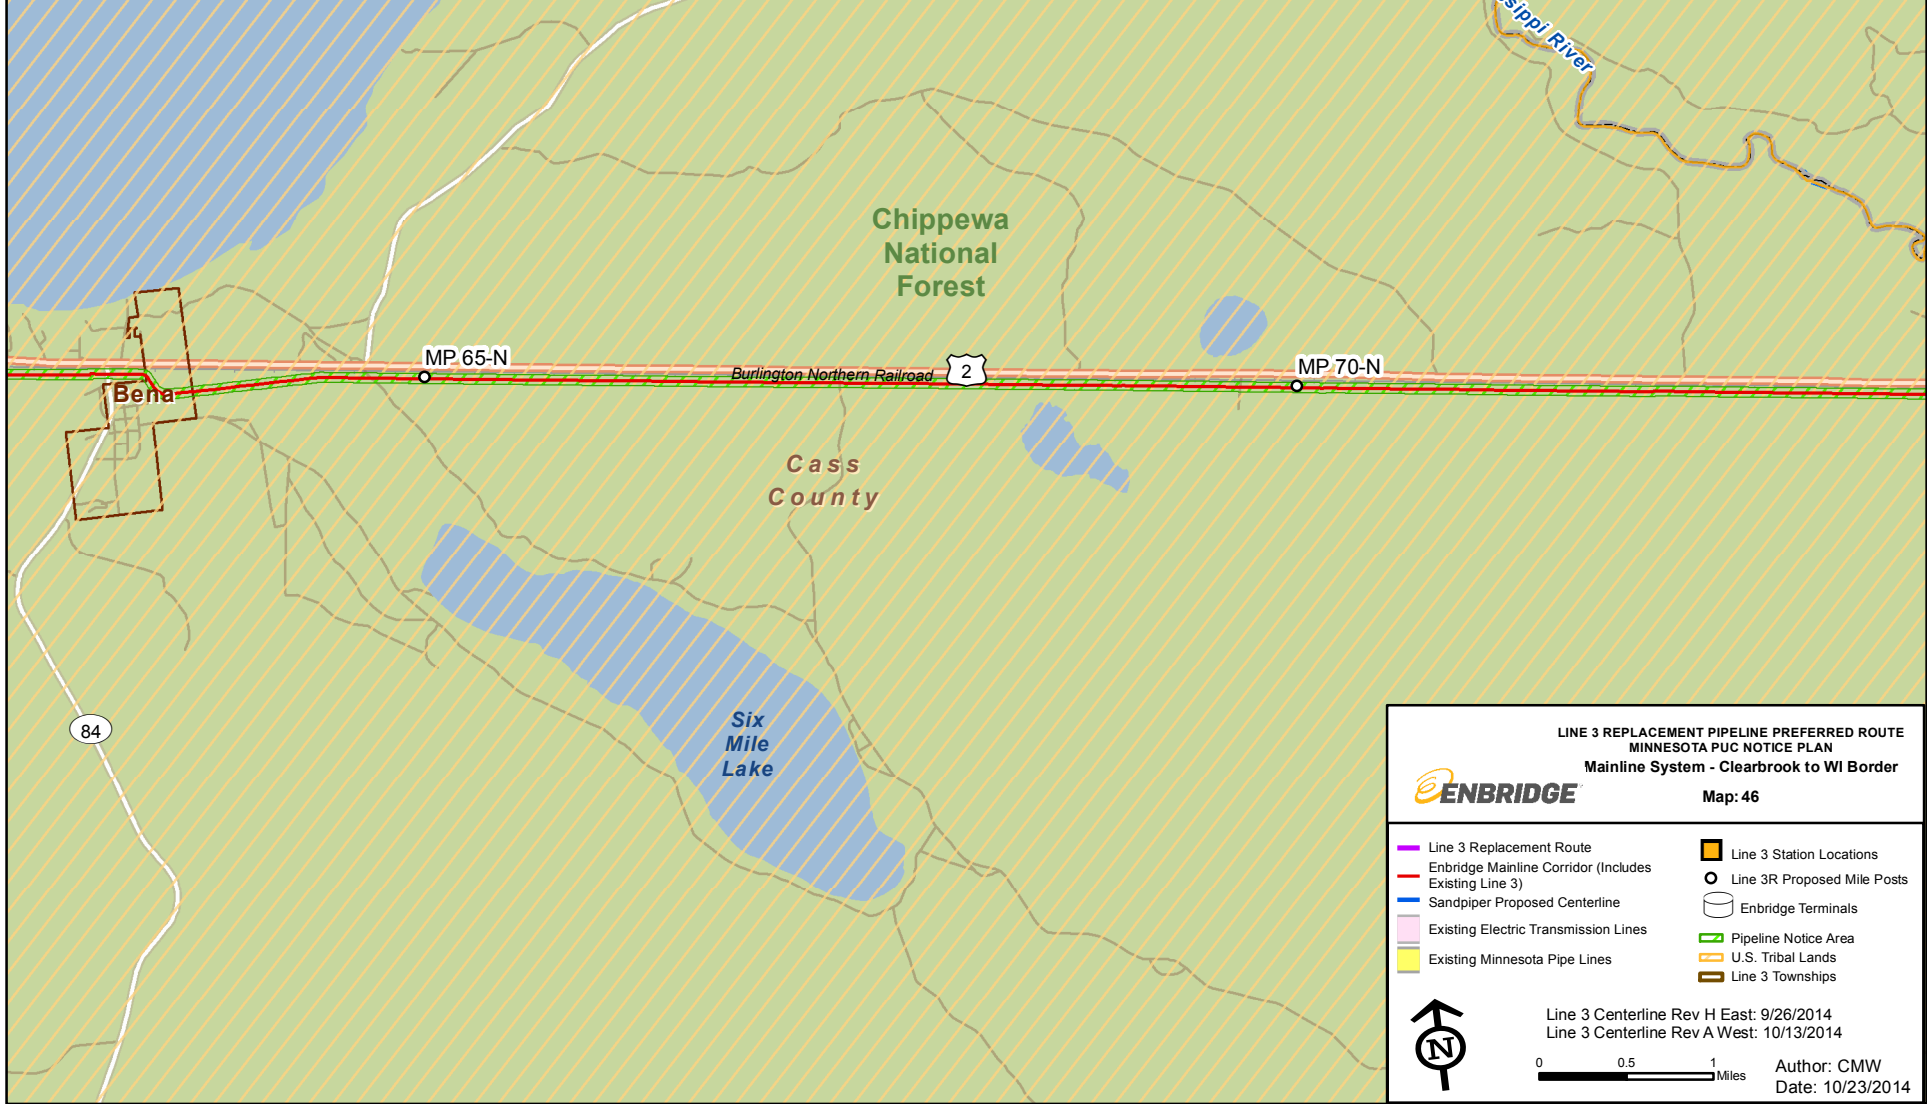 ssippi River
Chippewa
National
Forest
MP 65-N
Burlington Northern Railroad
2
MP 70-N
Bena
Cass
County
84
Six
Mile
Lake
LINE 3 REPLACEMENT PIPELINE PREFERRED ROUTE
MINNESOTA PUC NOTICE PLAN
Mainline System - Clearbrook to WI Border
ENBRIDGE
Map: 46
Line 3 Replacement Route
Enbridge Mainline Corridor (Includes
Existing Line 3)
Sandpiper Proposed Centerline
Existing Electric Transmission Lines
Existing Minnesota Pipe Lines
Line 3 Station Locations
Line 3R Proposed Mile Posts
Enbridge Terminals
Pipeline Notice Area
U.S. Tribal Lands
Line 3 Townships
N
Line 3 Centerline Rev H East: 9/26/2014
Line 3 Centerline Rev A West: 10/13/2014
0 0.5 1
Miles
Author: CMW
Date: 10/23/2014